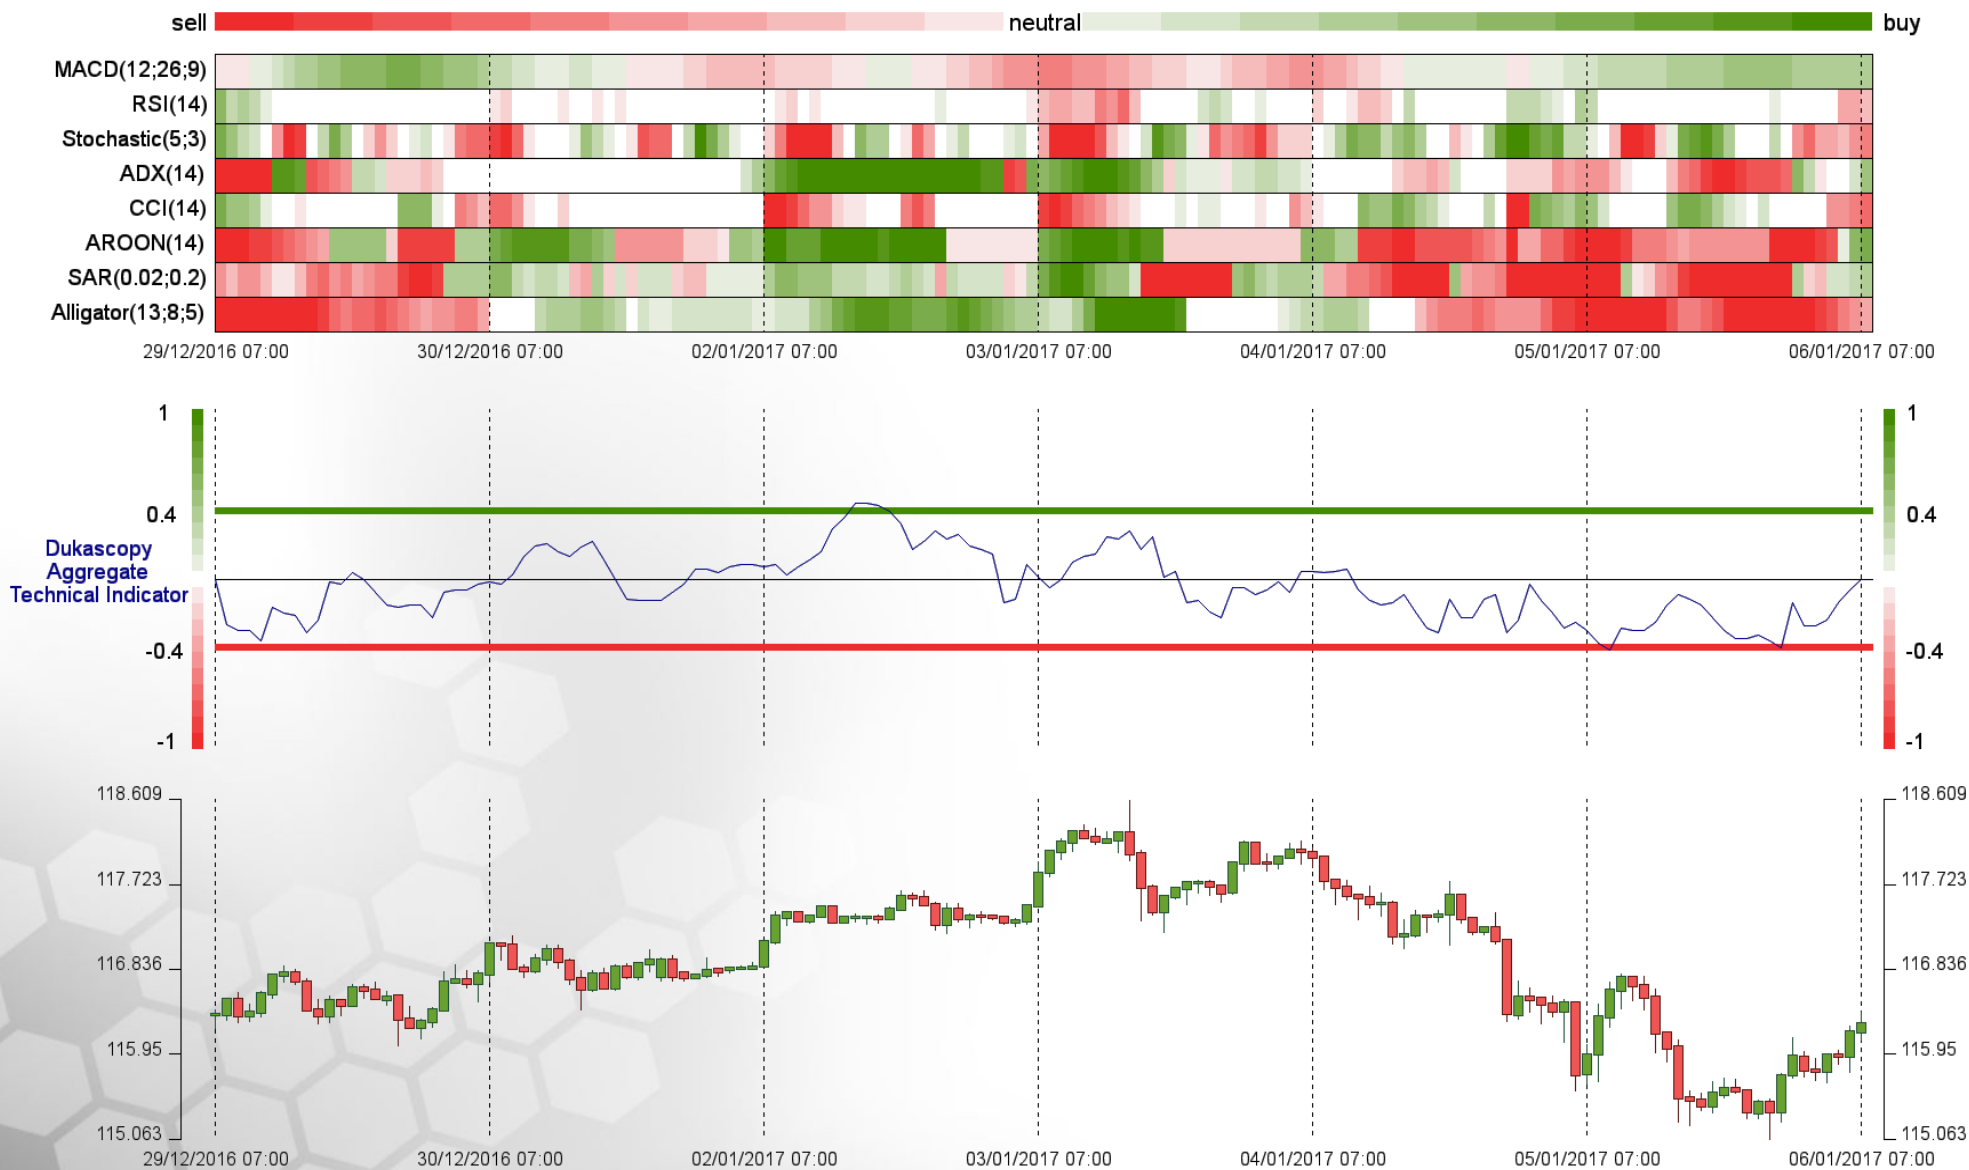 sell neutral buy
MACD(12;26;9)
RSI(14)
Stochastic(5;3)
ADX(14)
CCI(14)
AROON(14)
SAR(0.02;0.2)
Alligator(13;8;5)
29/12/2016 07:00 30/12/2016 07:00 02/01/2017 07:00 03/01/2017 07:00 04/01/2017 07:00 05/01/2017 07:00 06/01/2017 07:00
1 1
0.4 0.4
Dukascopy
Aggregate
Technical Indicator
-0.4 -0.4
-1 -1
118.609 118.609
117.723 117.723
116.836 116.836
115.95 115.95
115.063 115.063
29/12/2016 07:00 30/12/2016 07:00 02/01/2017 07:00 03/01/2017 07:00 04/01/2017 07:00 05/01/2017 07:00 06/01/2017 07:00